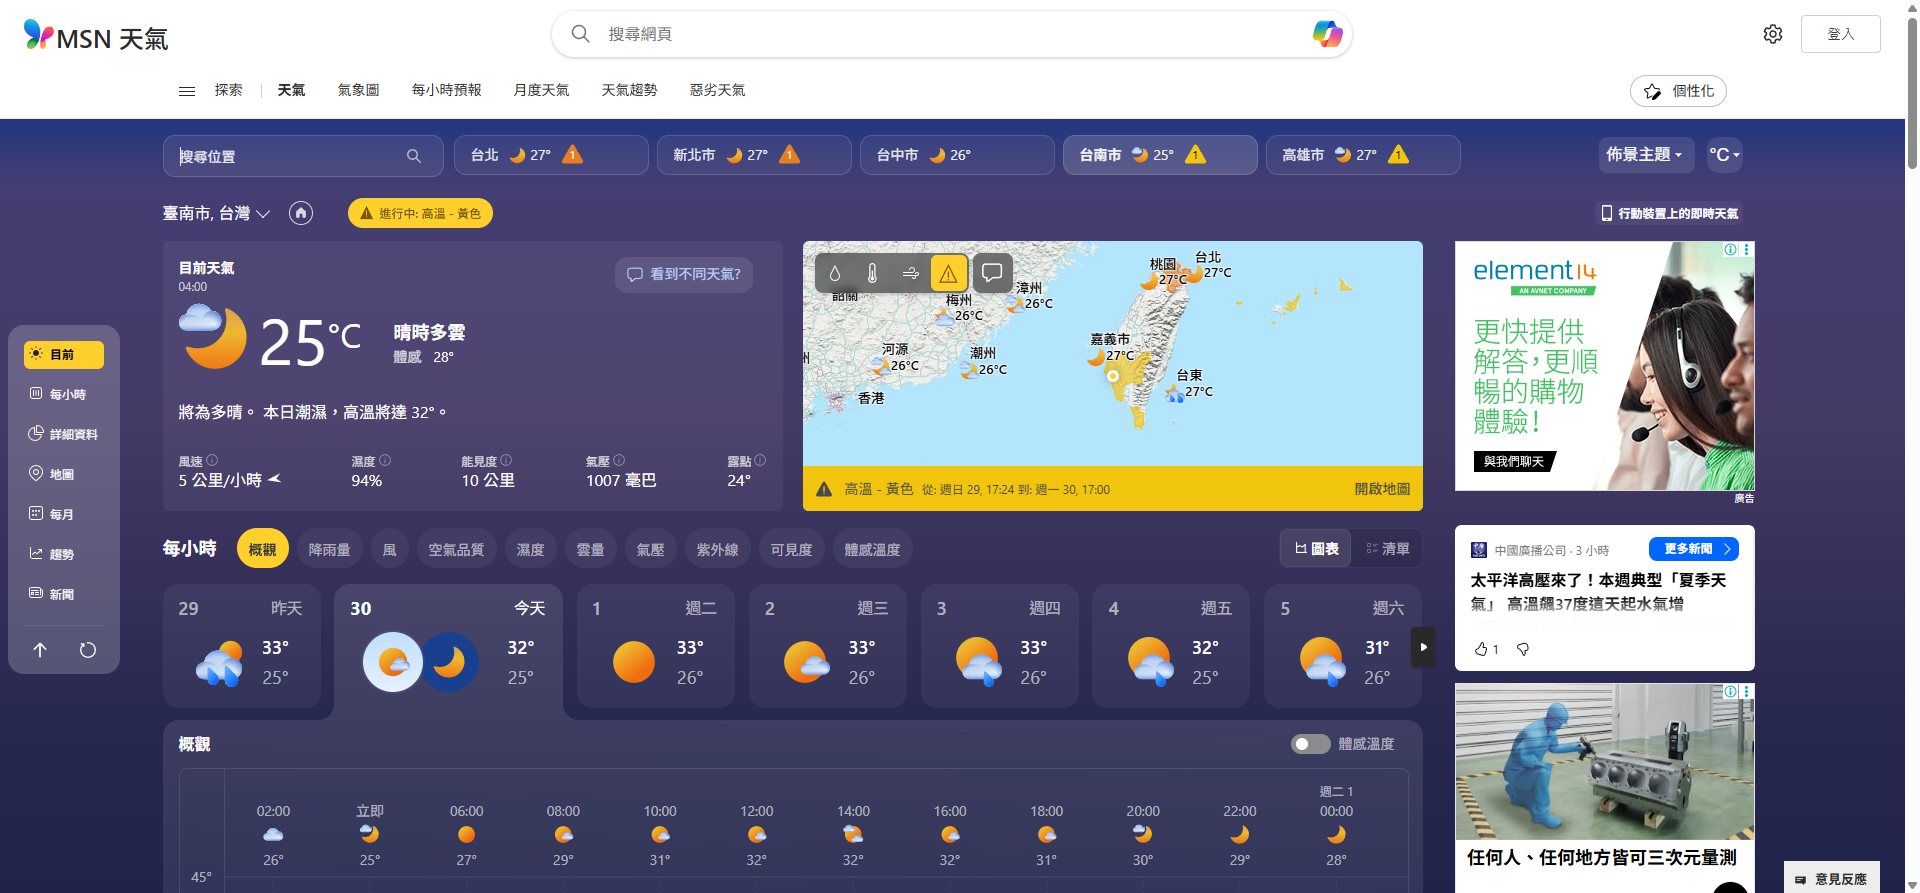 MSN 天氣
搜尋網頁
登入
探索
天氣
氣象圖
每小時預報
月度天氣
天氣趨勢
惡劣天氣
個性化
搜尋位置
台北 27° 1
新北市 27° 1
台中市 26°
台南市 25° 1
高雄市 27° 1
佈景主題
°C
臺南市, 台灣
進行中: 高溫 - 黃色
行動裝置上的即時天氣
目前天氣
04:00
看到不同天氣?
25°C
晴時多雲
體感 28°
將為多晴。 本日潮濕，高溫將達 32°。
風速
5 公里/小時
濕度
94%
能見度
10 公里
氣壓
1007 毫巴
露點
24°
目前
每小時
詳細資料
地圖
每月
趨勢
新聞
韶關
梅州
26°C
漳州
26°C
桃園
27°C
台北
27°C
河源
26°C
潮州
26°C
嘉義市
27°C
台東
27°C
香港
州
高溫 - 黃色 從: 週日 29, 17:24 到: 週一 30, 17:00
開啟地圖
element14
AN AVNET COMPANY
更快提供
解答，更順
暢的購物
體驗！
與我們聊天
廣告
每小時
概觀
降雨量
風
空氣品質
濕度
雲量
氣壓
紫外線
可見度
體感溫度
圖表
清單
29 昨天
33°
25°
30 今天
32°
25°
1 週二
33°
26°
2 週三
33°
26°
3 週四
33°
26°
4 週五
32°
25°
5 週六
31°
26°
中國廣播公司 · 3 小時
更多新聞
太平洋高壓來了！本週典型「夏季天
氣」 高溫飆37度這天起水氣增
1
概觀
體感溫度
週二 1
02:00 立即 06:00 08:00 10:00 12:00 14:00 16:00 18:00 20:00 22:00 00:00
26° 25° 27° 29° 31° 32° 32° 32° 31° 30° 29° 28°
45°
任何人、任何地方皆可三次元量測
意見反應